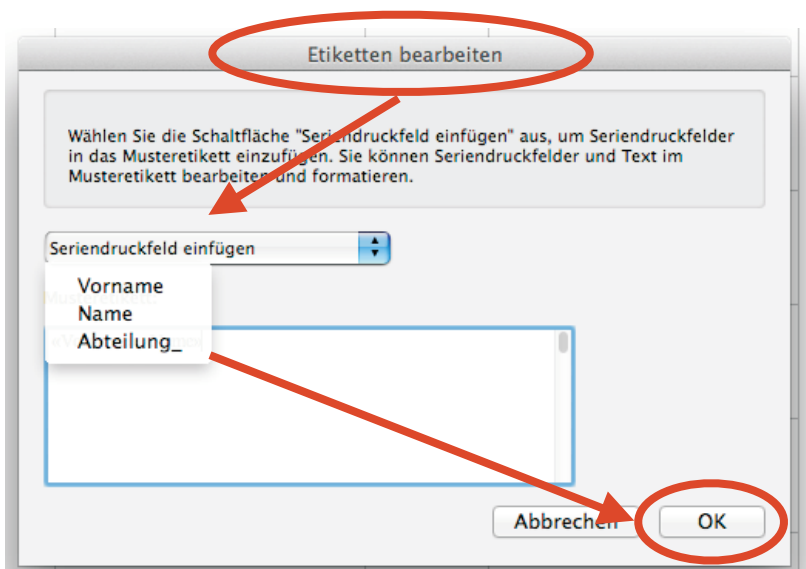 Etiketten bearbeiten
Wählen Sie die Schaltfläche "Seriendruckfeld einfügen" aus, um Seriendruckfelder
in das Musteretikett einzufügen. Sie können Seriendruckfelder und Text im
Musteretikett bearbeiten und formatieren.
Seriendruckfeld einfügen
Vorname
Name
Abteilung_
Abbrechen
OK